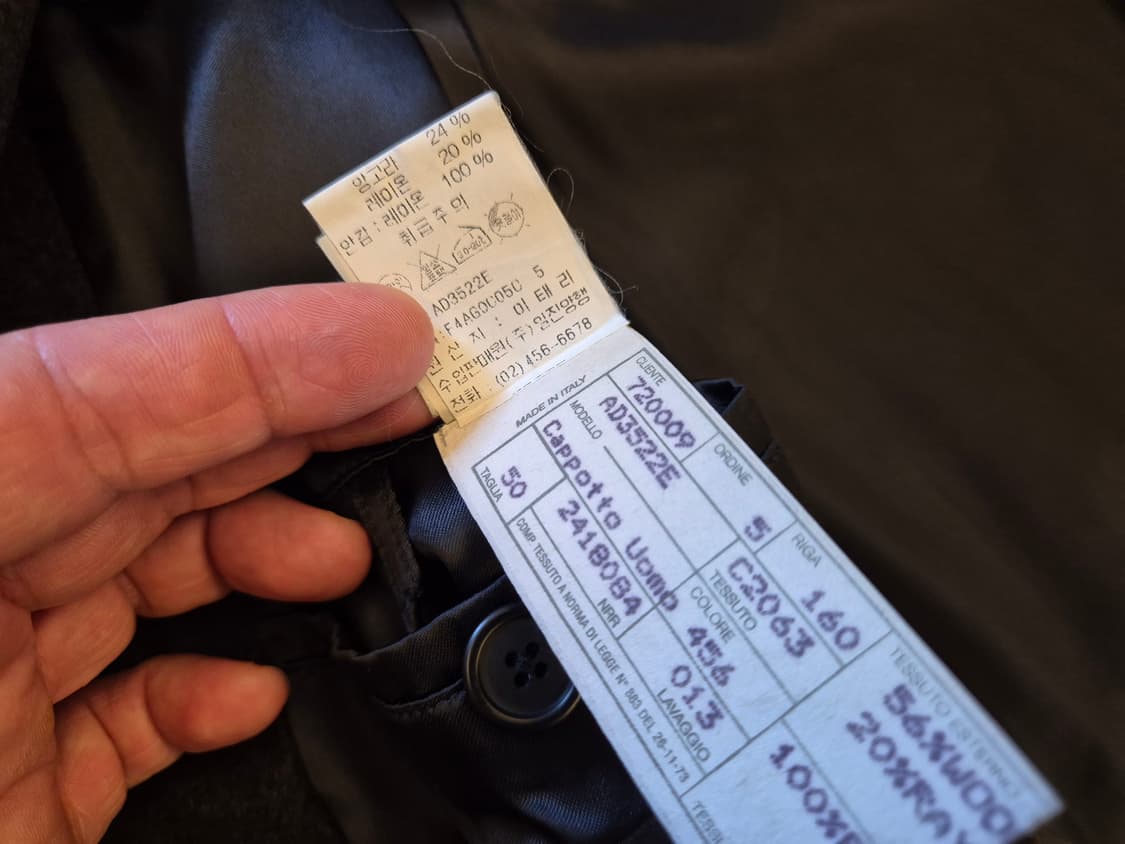 24 %
앙고라 20 %
레이온 100 %
안감 : 레이온
취급주의
AD3522E 5
F4AG0C05C
산 지 : 이 태 리
수입판매원(주)임진양행
전화 : (02)456-6678
MADE IN ITALY
CLIENTE
720009
ORDINE
5
RIGA
160
MODELLO
AD3522E
TESSUTO
C2063
Cappotto Uomo
COLORE
456
TAGLIA
50
NRR
2418084
LAVAGGIO
013
COMP TESSUTO A NORMA DI LEGGE N° 883 DEL 26-11-73
TESSUTO ESTERNO
56%WOO
20%RAY
100%